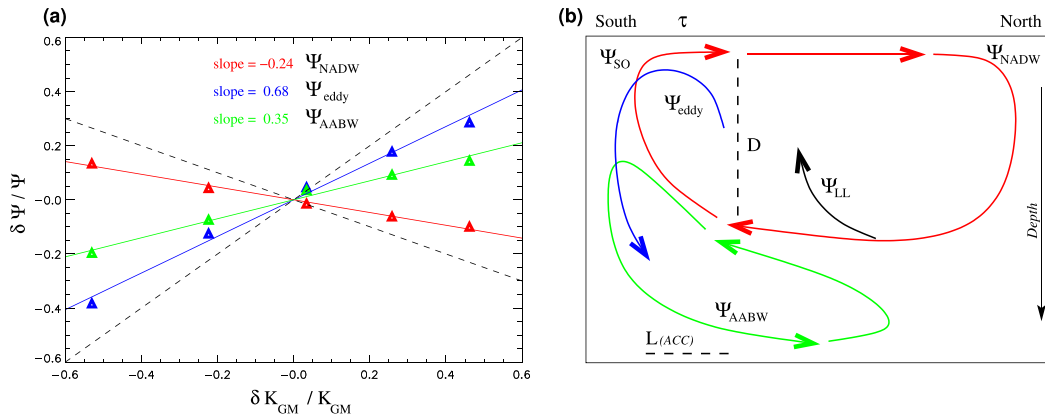 (a)
0.6
0.4
0.2
-0.0
-0.2
-0.4
-0.6
δ Ψ / Ψ
slope = -0.24 Ψ_NADW
slope = 0.68 Ψ_eddy
slope = 0.35 Ψ_AABW
-0.6 -0.4 -0.2 -0.0 0.2 0.4 0.6
δ K_GM / K_GM
(b)
South τ North
Ψ_SO
Ψ_NADW
Ψ_eddy
D
Ψ_LL
Depth
Ψ_AABW
L(ACC)